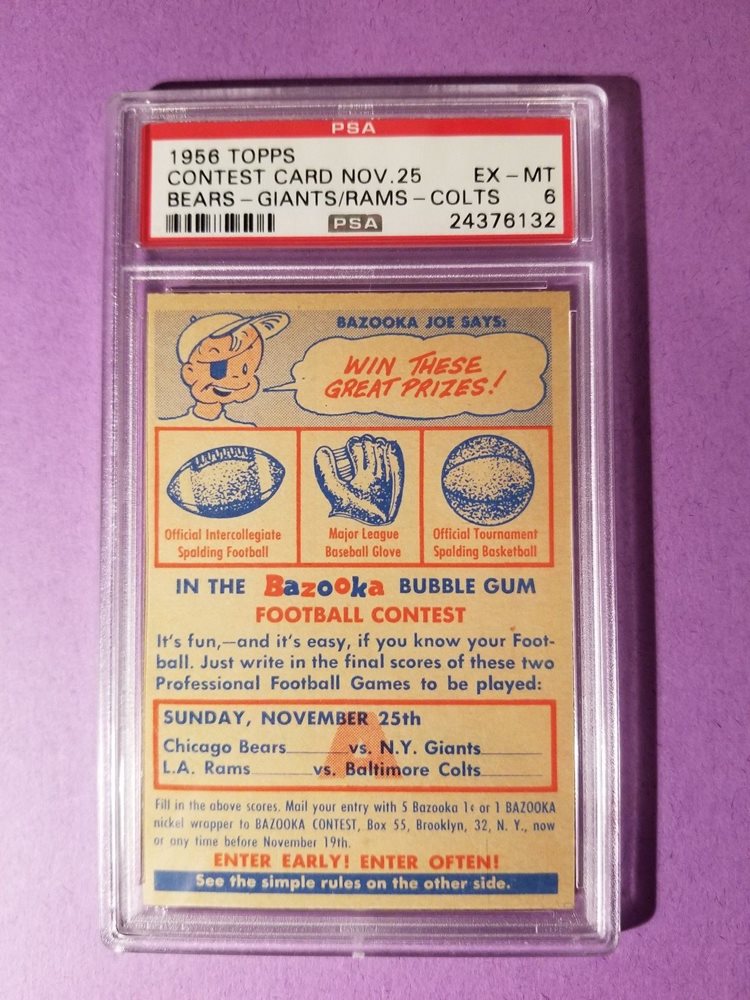 PSA
1956 TOPPS
CONTEST CARD NOV.25 EX-MT
BEARS-GIANTS/RAMS-COLTS 6
PSA 24376132
BAZOOKA JOE SAYS:
WIN THESE
GREAT PRIZES!
Official Intercollegiate
Spalding Football
Major League
Baseball Glove
Official Tournament
Spalding Basketball
IN THE Bazooka BUBBLE GUM
FOOTBALL CONTEST
It's fun,—and it's easy, if you know your Foot-
ball. Just write in the final scores of these two
Professional Football Games to be played:
A
SUNDAY, NOVEMBER 25th
Chicago Bears______vs. N.Y. Giants______
L.A. Rams______vs. Baltimore Colts______
Fill in the above scores. Mail your entry with 5 Bazooka 1¢ or 1 BAZOOKA
nickel wrapper to BAZOOKA CONTEST, Box 55, Brooklyn, 32, N. Y., now
or any time before November 19th.
ENTER EARLY! ENTER OFTEN!
See the simple rules on the other side.